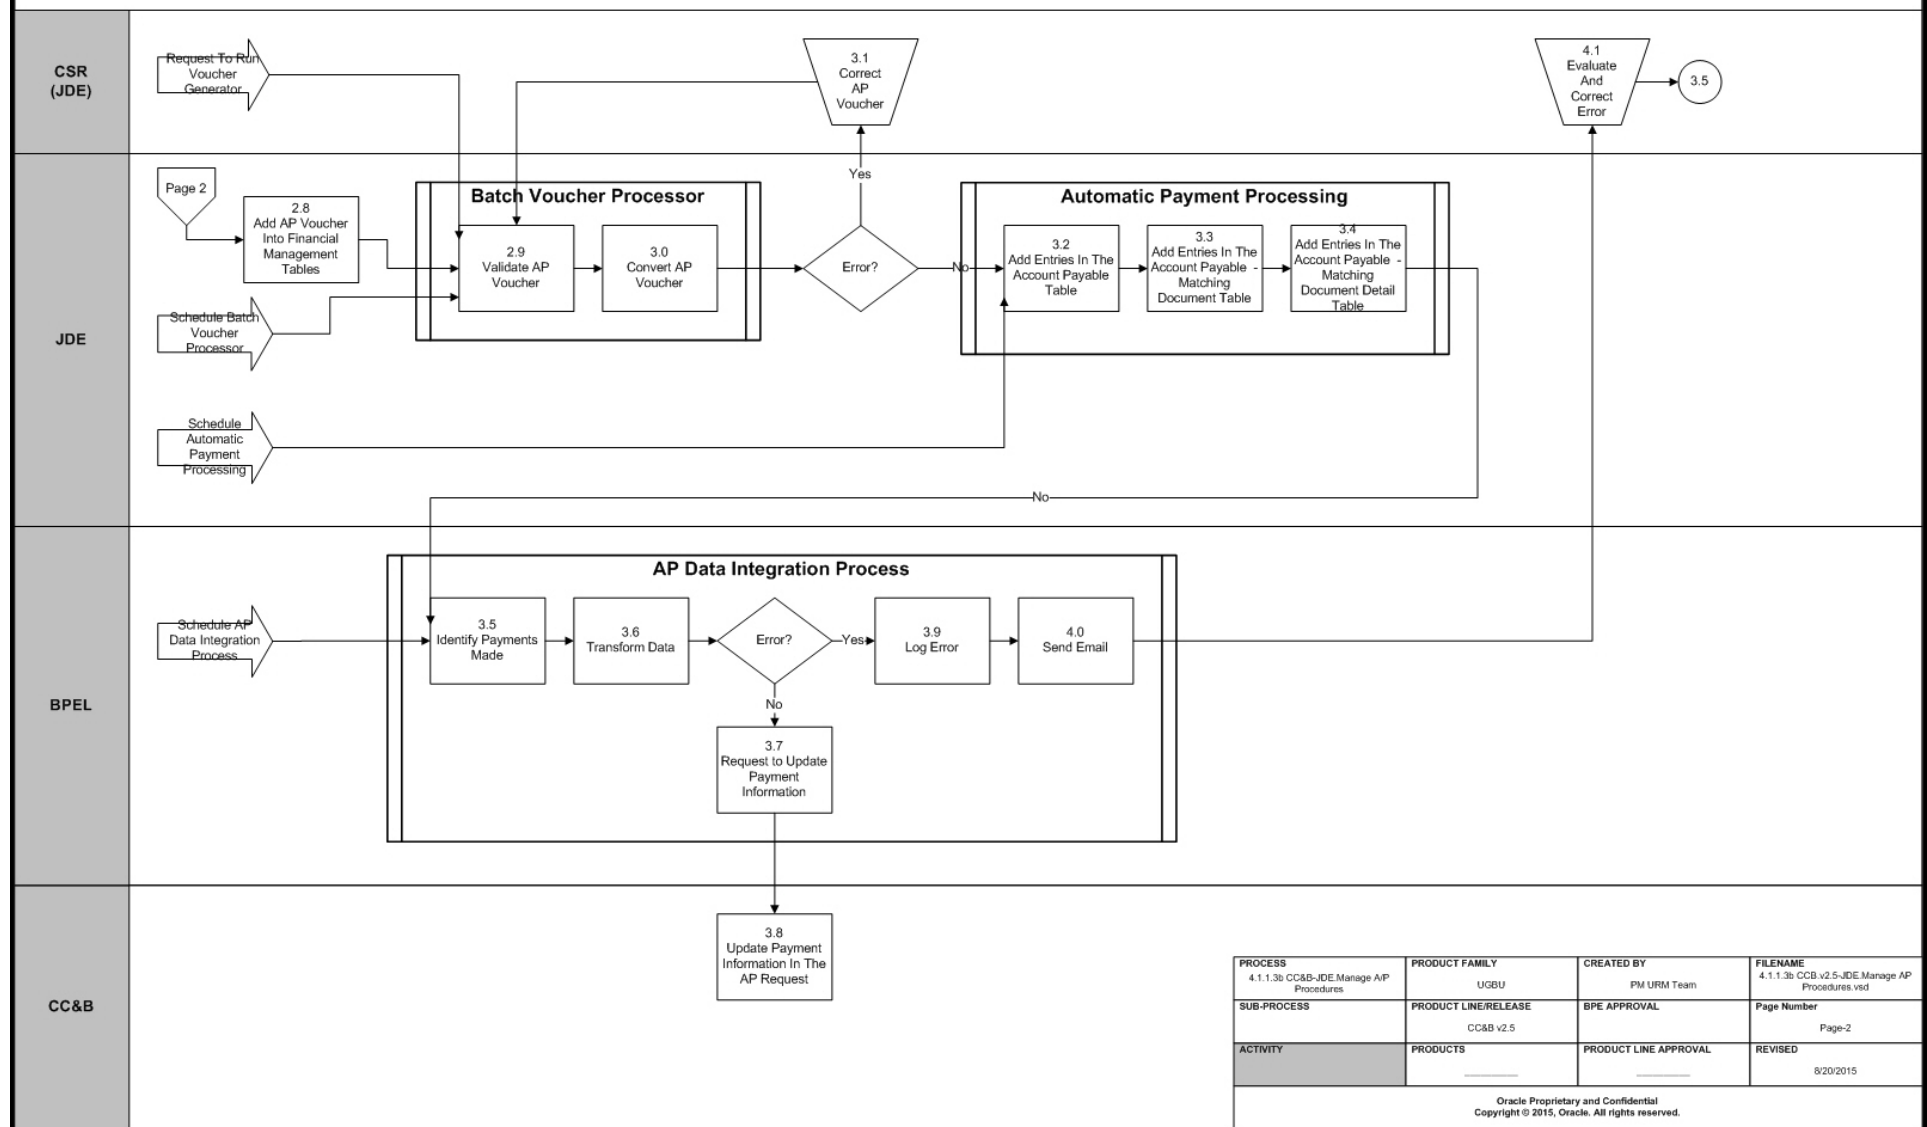 CSR
(JDE)
Request To Run
Voucher
Generator
3.1
Correct
AP
Voucher
4.1
Evaluate
And
Correct
Error
3.5
JDE
Page 2
2.8
Add AP Voucher
Into Financial
Management
Tables
Schedule Batch
Voucher
Processor
Batch Voucher Processor
2.9
Validate AP
Voucher
3.0
Convert AP
Voucher
Yes
Error?
No
Automatic Payment Processing
3.2
Add Entries In The
Account Payable
Table
3.3
Add Entries In The
Account Payable -
Matching
Document Table
3.4
Add Entries In The
Account Payable -
Matching
Document Detail
Table
Schedule
Automatic
Payment
Processing
No
BPEL
AP Data Integration Process
Schedule AP
Data Integration
Process
3.5
Identify Payments
Made
3.6
Transform Data
Error?
Yes
3.9
Log Error
4.0
Send Email
No
3.7
Request to Update
Payment
Information
CC&B
3.8
Update Payment
Information In The
AP Request
PROCESS
4.1.1.3b CC&B-JDE.Manage A/P
Procedures
PRODUCT FAMILY
UGBU
CREATED BY
PM URM Team
FILENAME
4.1.1.3b CCB.v2.5-JDE.Manage AP
Procedures.vsd
SUB-PROCESS
PRODUCT LINE/RELEASE
CC&B v2.5
BPE APPROVAL
Page Number
Page-2
ACTIVITY
PRODUCTS
PRODUCT LINE APPROVAL
REVISED
8/20/2015
Oracle Proprietary and Confidential
Copyright © 2015, Oracle. All rights reserved.